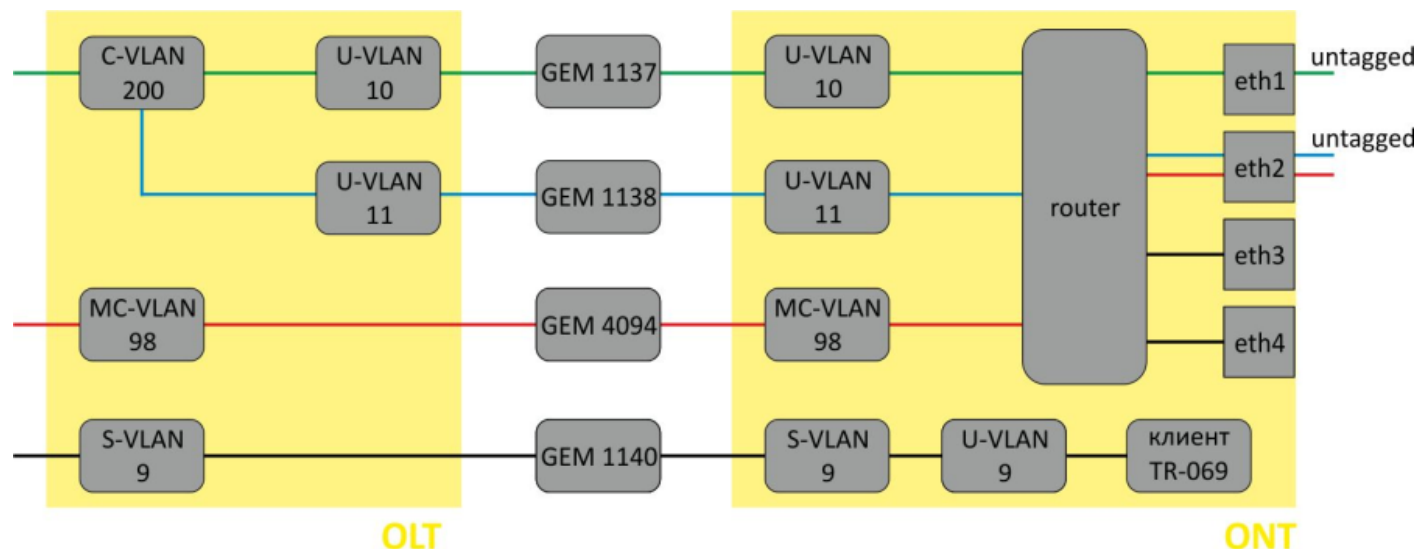 C-VLAN
200
U-VLAN
10
GEM 1137
U-VLAN
10
eth1
untagged
U-VLAN
11
GEM 1138
U-VLAN
11
router
eth2
untagged
eth3
MC-VLAN
98
GEM 4094
MC-VLAN
98
eth4
S-VLAN
9
GEM 1140
S-VLAN
9
U-VLAN
9
клиент
TR-069
OLT
ONT